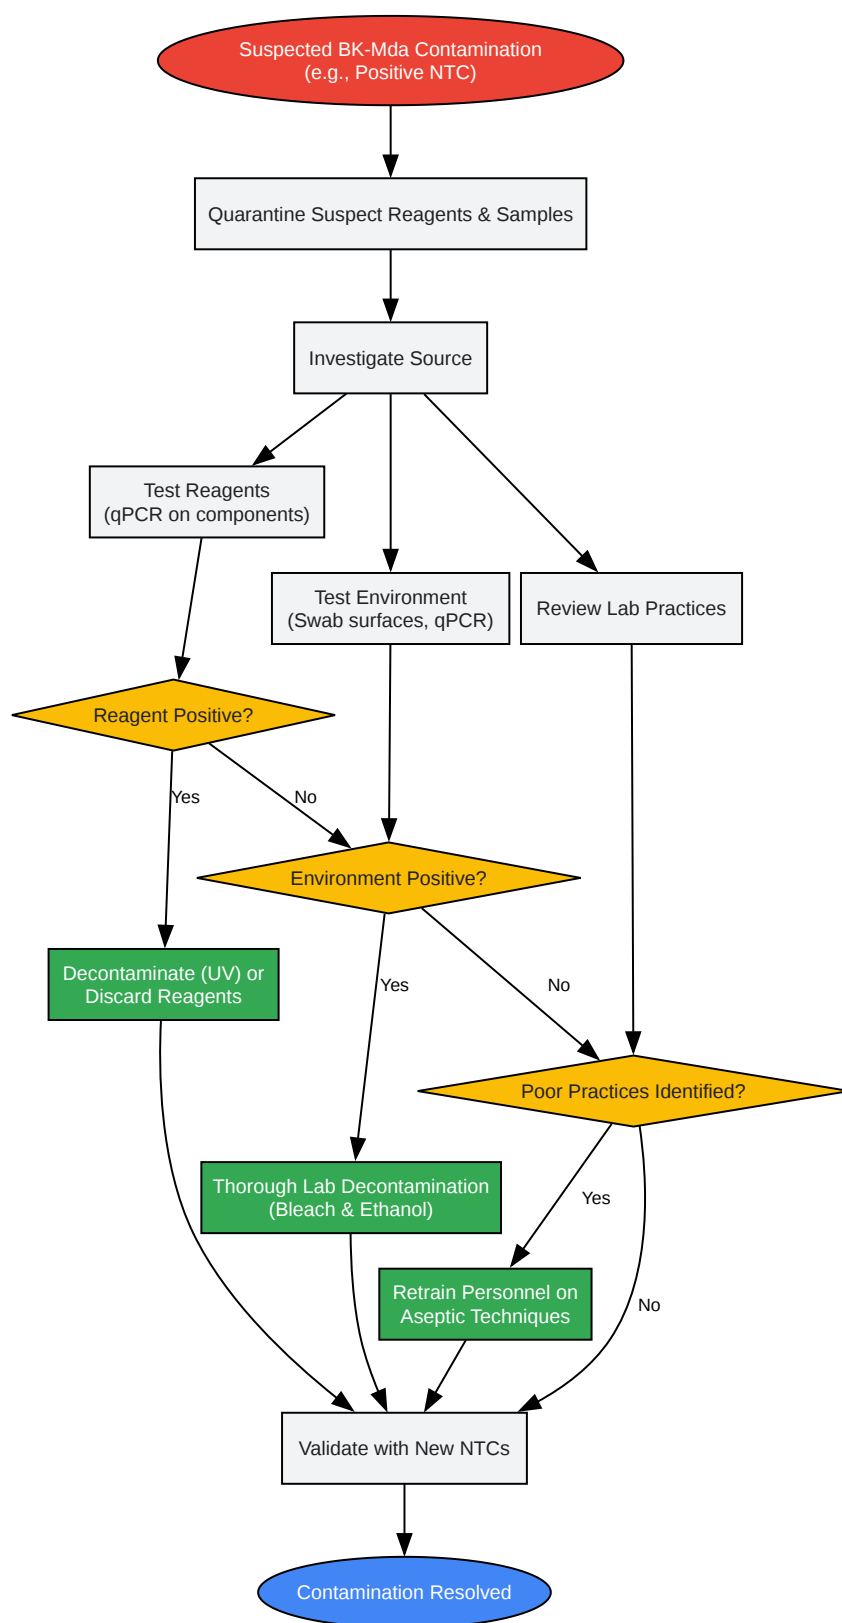 Suspected BK-Mda Contamination
(e.g., Positive NTC)
Quarantine Suspect Reagents & Samples
Investigate Source
Test Reagents
(qPCR on components)
Test Environment
(Swab surfaces, qPCR)
Review Lab Practices
Reagent Positive?
Yes
No
Environment Positive?
Decontaminate (UV) or
Discard Reagents
Yes
No
Poor Practices Identified?
Thorough Lab Decontamination
(Bleach & Ethanol)
Yes
Retrain Personnel on
Aseptic Techniques
No
Validate with New NTCs
Contamination Resolved